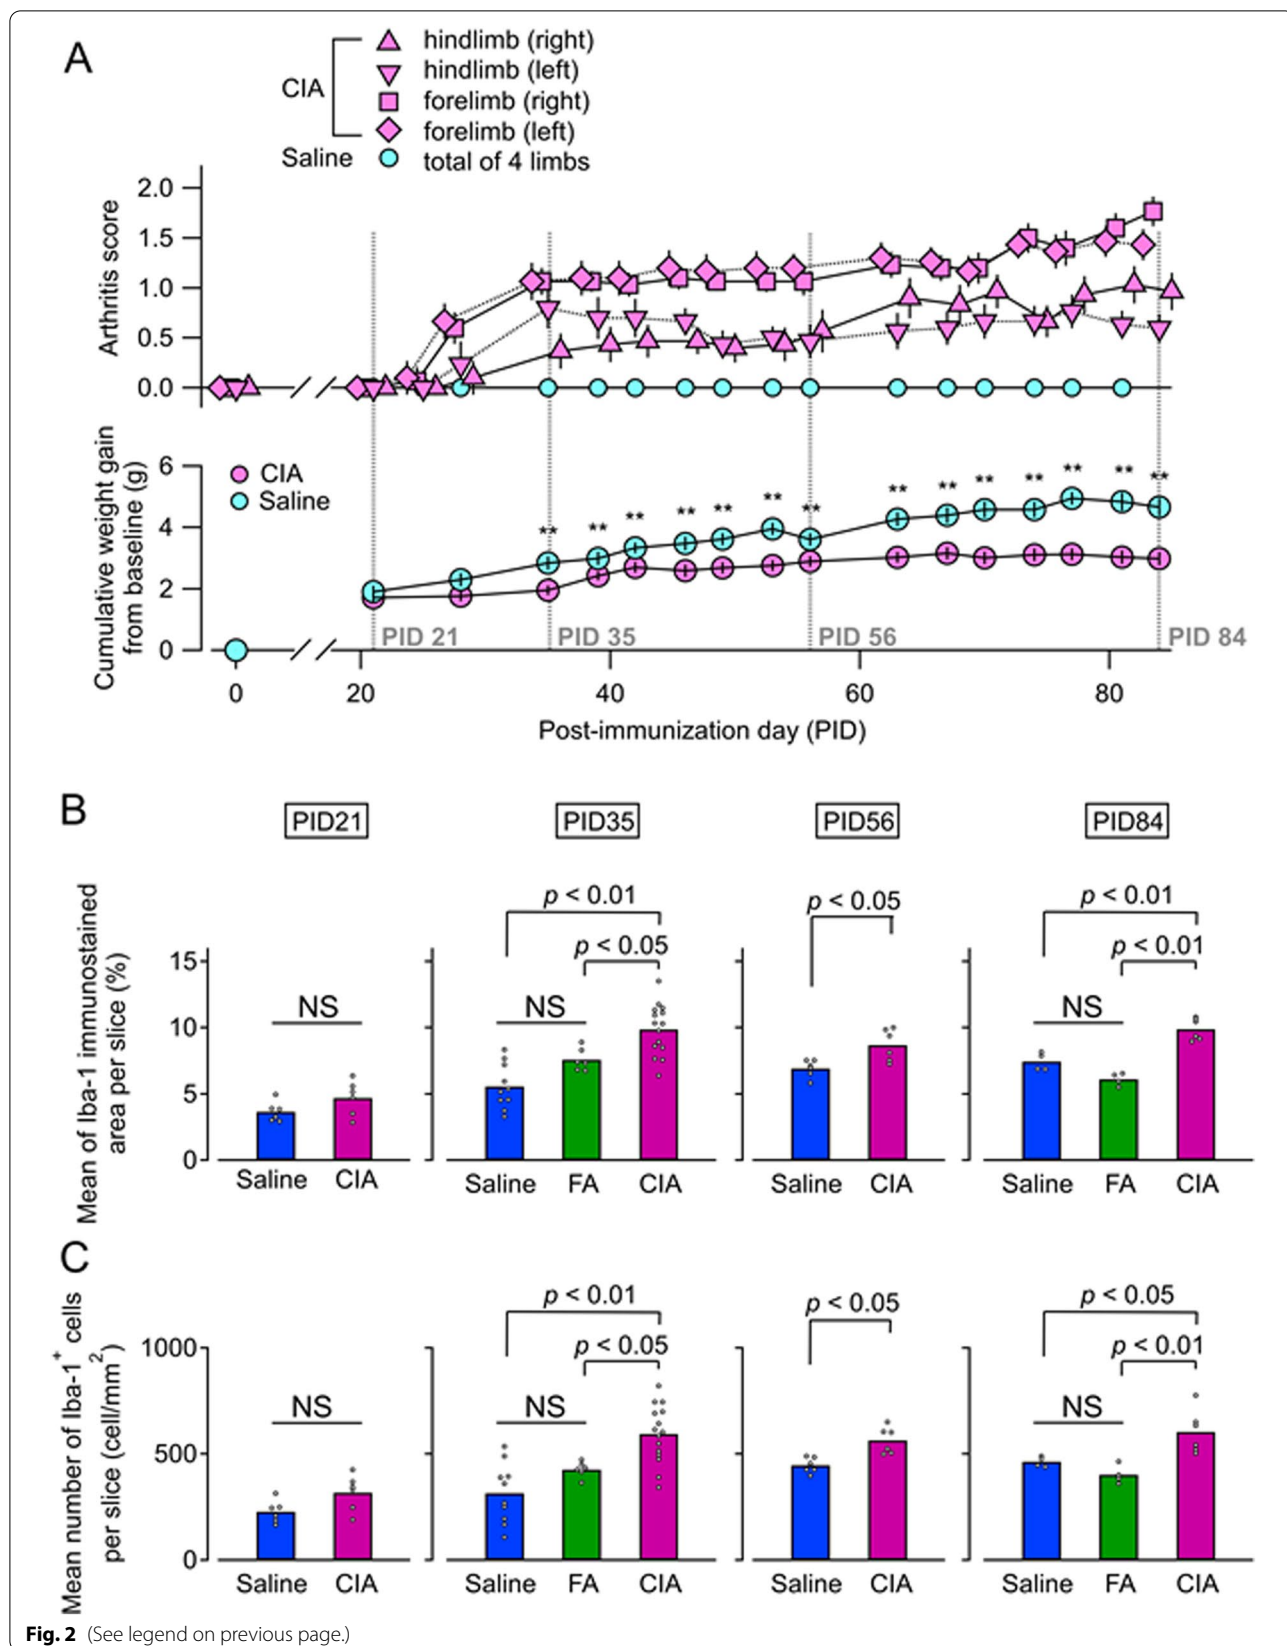 A
CIA
hindlimb (right)
hindlimb (left)
forelimb (right)
forelimb (left)
Saline
total of 4 limbs
Arthritis score
2.0
1.5
1.0
0.5
0.0
Cumulative weight gain
from baseline (g)
6
4
2
0
CIA
Saline
** ** ** ** ** ** ** ** ** ** ** ** ** **
PID 21
PID 35
PID 56
PID 84
0 20 40 60 80
Post-immunization day (PID)
B
PID21
PID35
PID56
PID84
Mean of Iba-1 immunostained
area per slice (%)
15
10
5
0
NS
Saline CIA
p < 0.01
p < 0.05
NS
Saline FA CIA
p < 0.05
Saline CIA
p < 0.01
p < 0.01
NS
Saline FA CIA
C
Mean number of Iba-1+ cells
per slice (cell/mm2)
1000
500
0
NS
Saline CIA
p < 0.01
p < 0.05
NS
Saline FA CIA
p < 0.05
Saline CIA
p < 0.05
p < 0.01
NS
Saline FA CIA
Fig. 2 (See legend on previous page.)